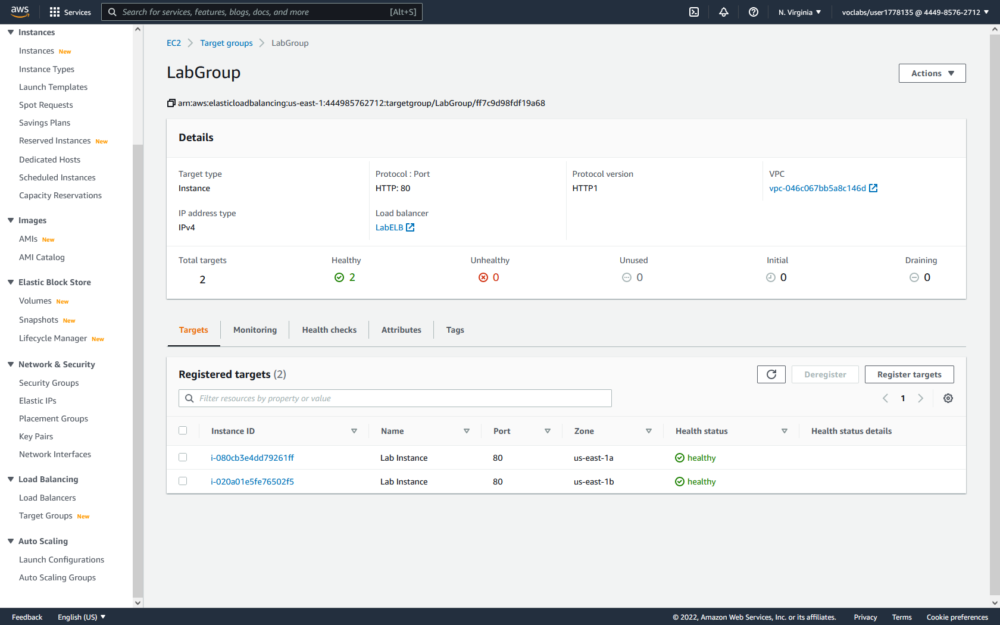 aws
Services
Search for services, features, blogs, docs, and more
[Alt+S]
N. Virginia
voclabs/user1778135 @ 4449-8576-2712
Instances
Instances New
Instance Types
Launch Templates
Spot Requests
Savings Plans
Reserved Instances New
Dedicated Hosts
Scheduled Instances
Capacity Reservations
Images
AMIs New
AMI Catalog
Elastic Block Store
Volumes New
Snapshots New
Lifecycle Manager New
Network & Security
Security Groups
Elastic IPs
Placement Groups
Key Pairs
Network Interfaces
Load Balancing
Load Balancers
Target Groups New
Auto Scaling
Launch Configurations
Auto Scaling Groups
EC2 Target groups LabGroup
LabGroup
Actions
arn:aws:elasticloadbalancing:us-east-1:444985762712:targetgroup/LabGroup/ff7c9d98fdf19a68
Details
Target type
Instance
Protocol : Port
HTTP: 80
Protocol version
HTTP1
VPC
vpc-046c067bb5a8c146d
IP address type
IPv4
Load balancer
LabELB
Total targets
2
Healthy
2
Unhealthy
0
Unused
0
Initial
0
Draining
0
Targets Monitoring Health checks Attributes Tags
Registered targets (2)
Deregister
Register targets
Filter resources by property or value
1
Instance ID Name Port Zone Health status Health status details
i-080cb3e4dd79261ff Lab Instance 80 us-east-1a healthy
i-020a01e5fe76502f5 Lab Instance 80 us-east-1b healthy
Feedback English (US) © 2022, Amazon Web Services, Inc. or its affiliates. Privacy Terms Cookie preferences